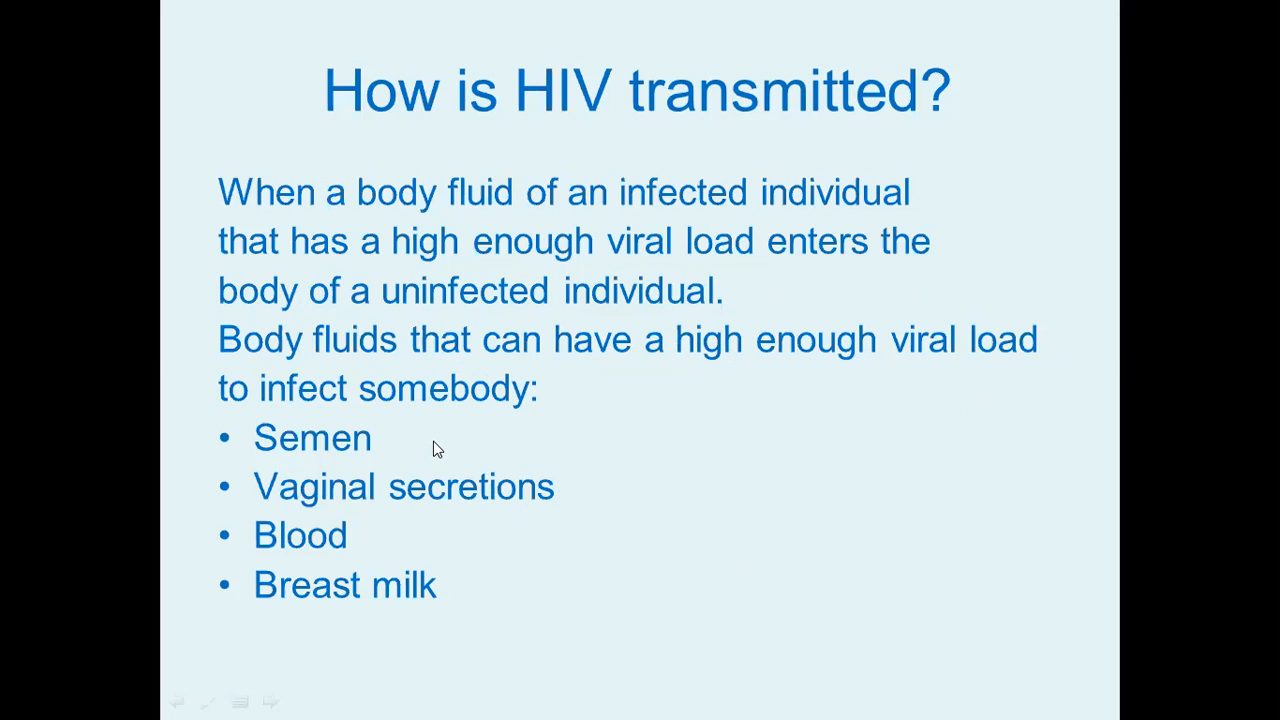 How is HIV transmitted?
When a body fluid of an infected individual
that has a high enough viral load enters the
body of a uninfected individual.
Body fluids that can have a high enough viral load
to infect somebody:
• Semen
• Vaginal secretions
• Blood
• Breast milk